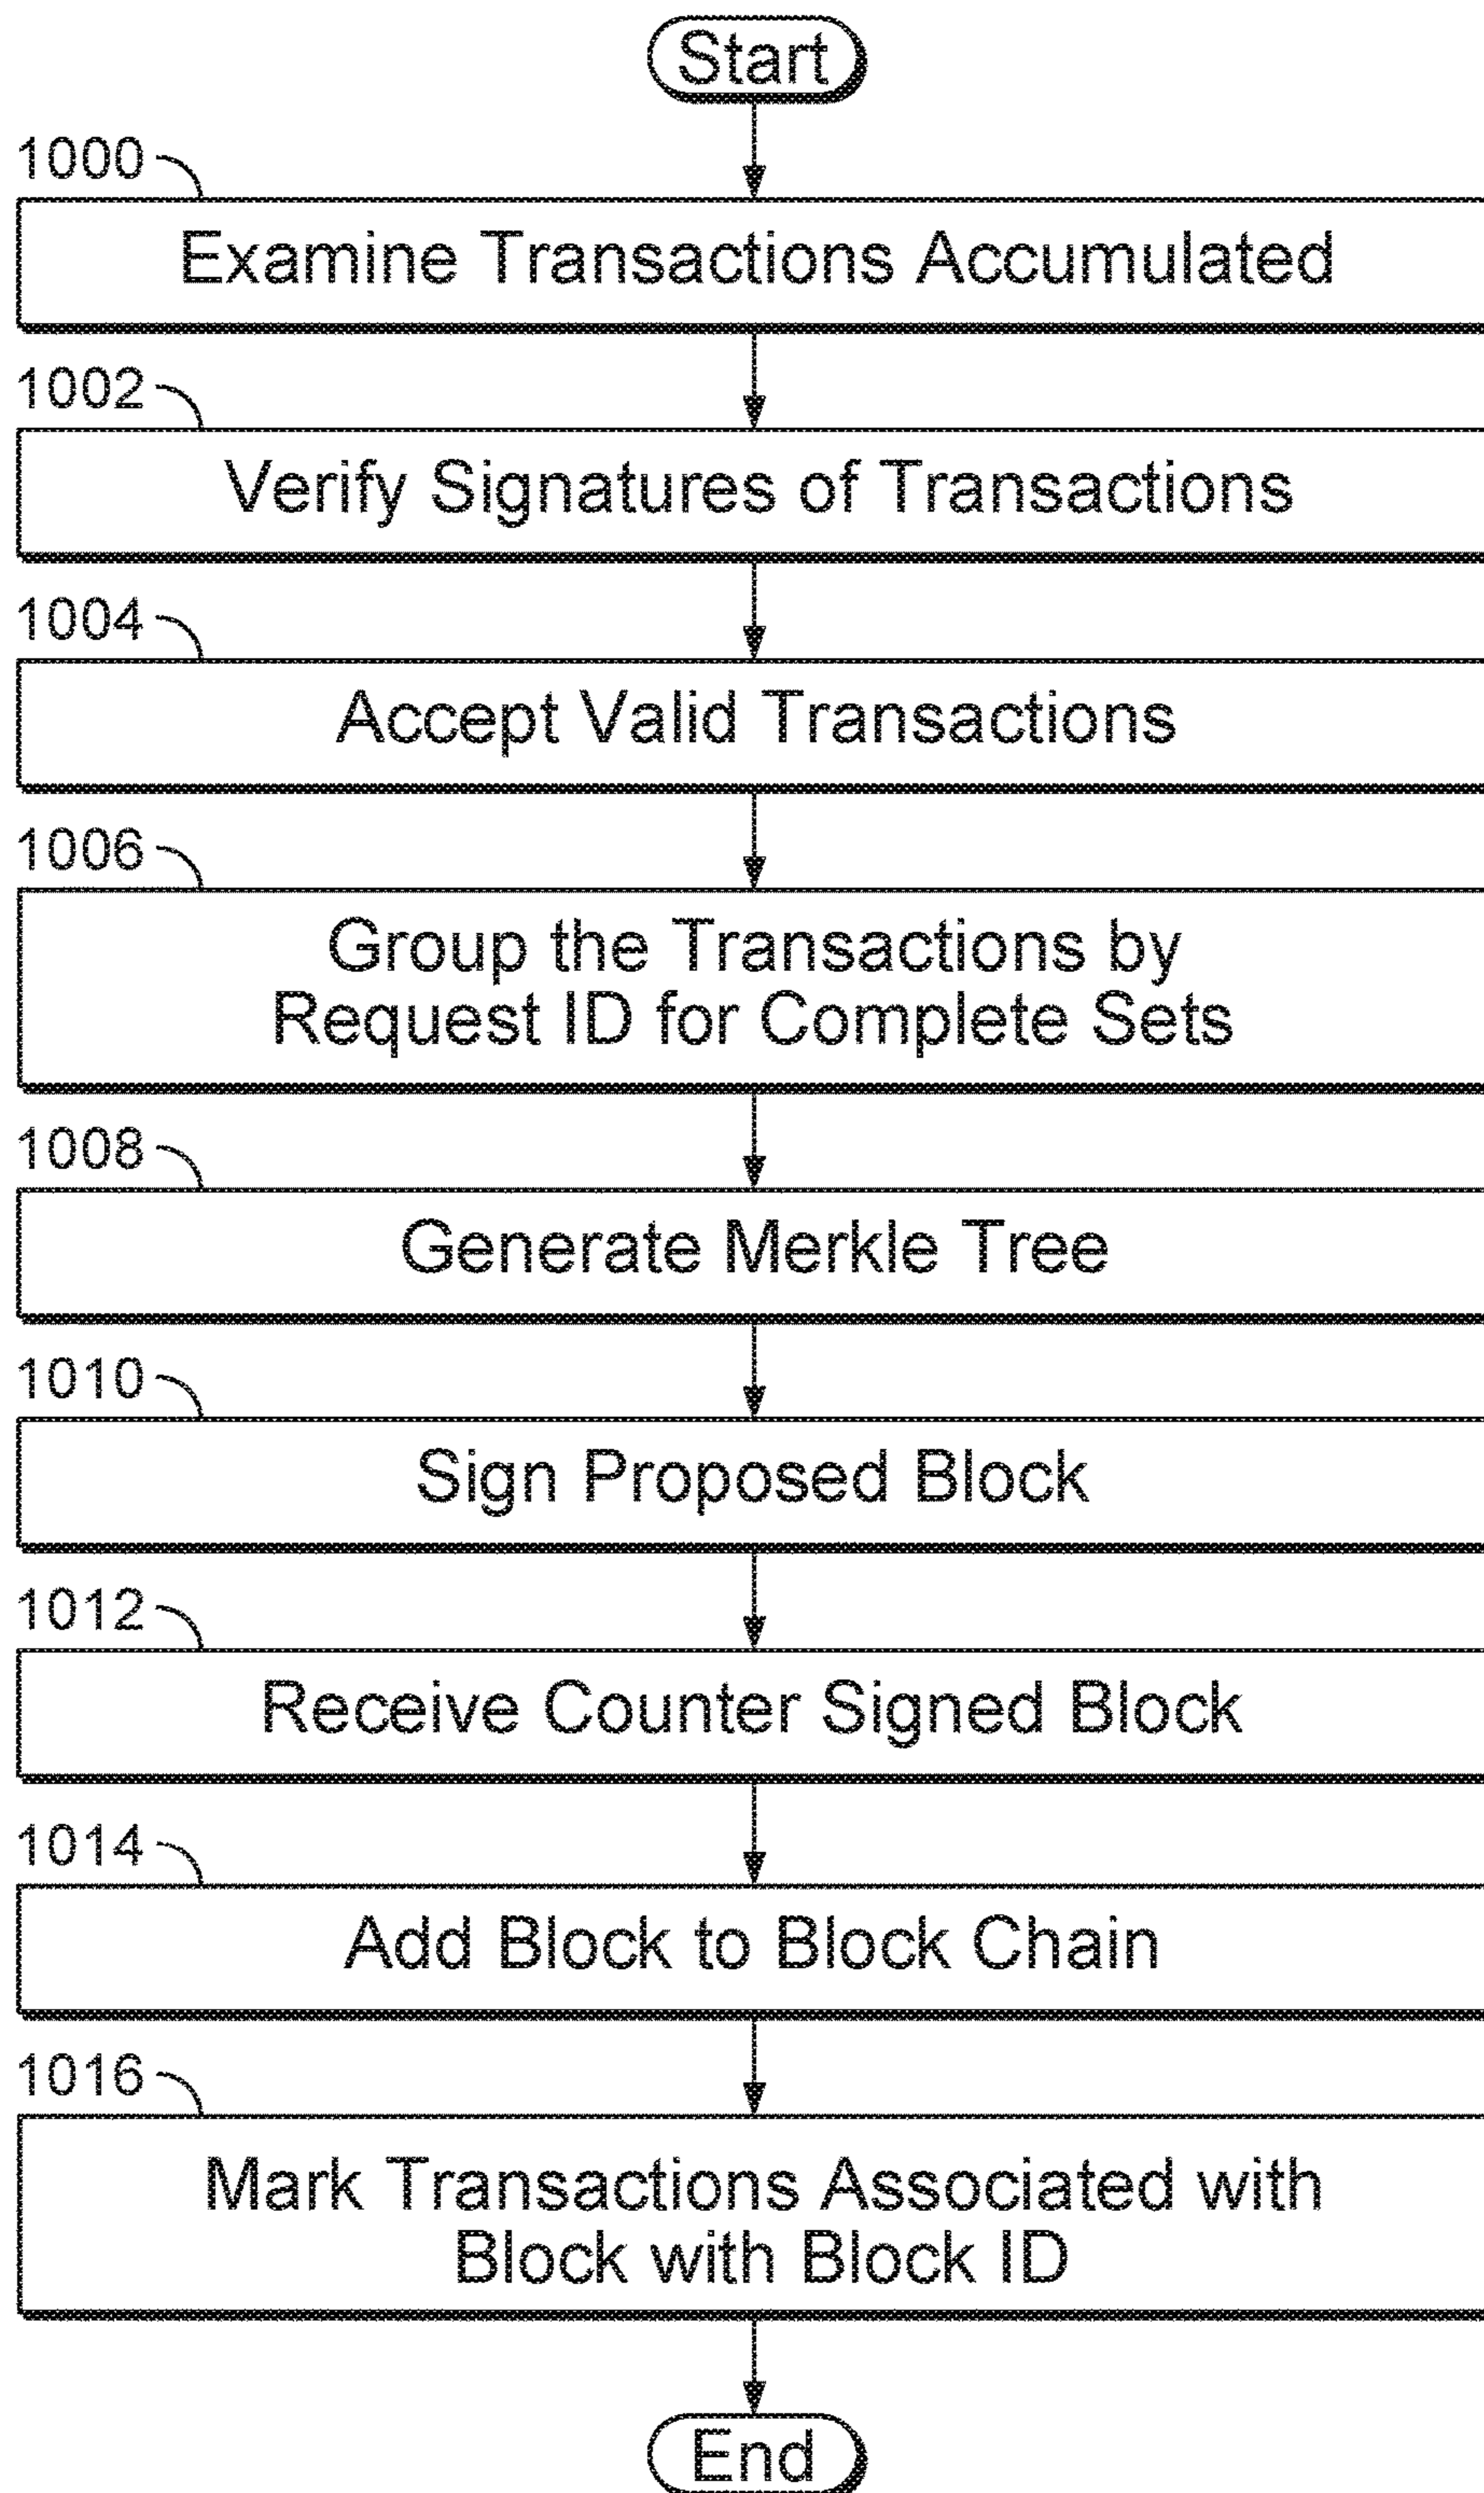 Start
1000
Examine Transactions Accumulated
1002
Verify Signatures of Transactions
1004
Accept Valid Transactions
1006
Group the Transactions by
Request ID for Complete Sets
1008
Generate Merkle Tree
1010
Sign Proposed Block
1012
Receive Counter Signed Block
1014
Add Block to Block Chain
1016
Mark Transactions Associated with
Block with Block ID
End